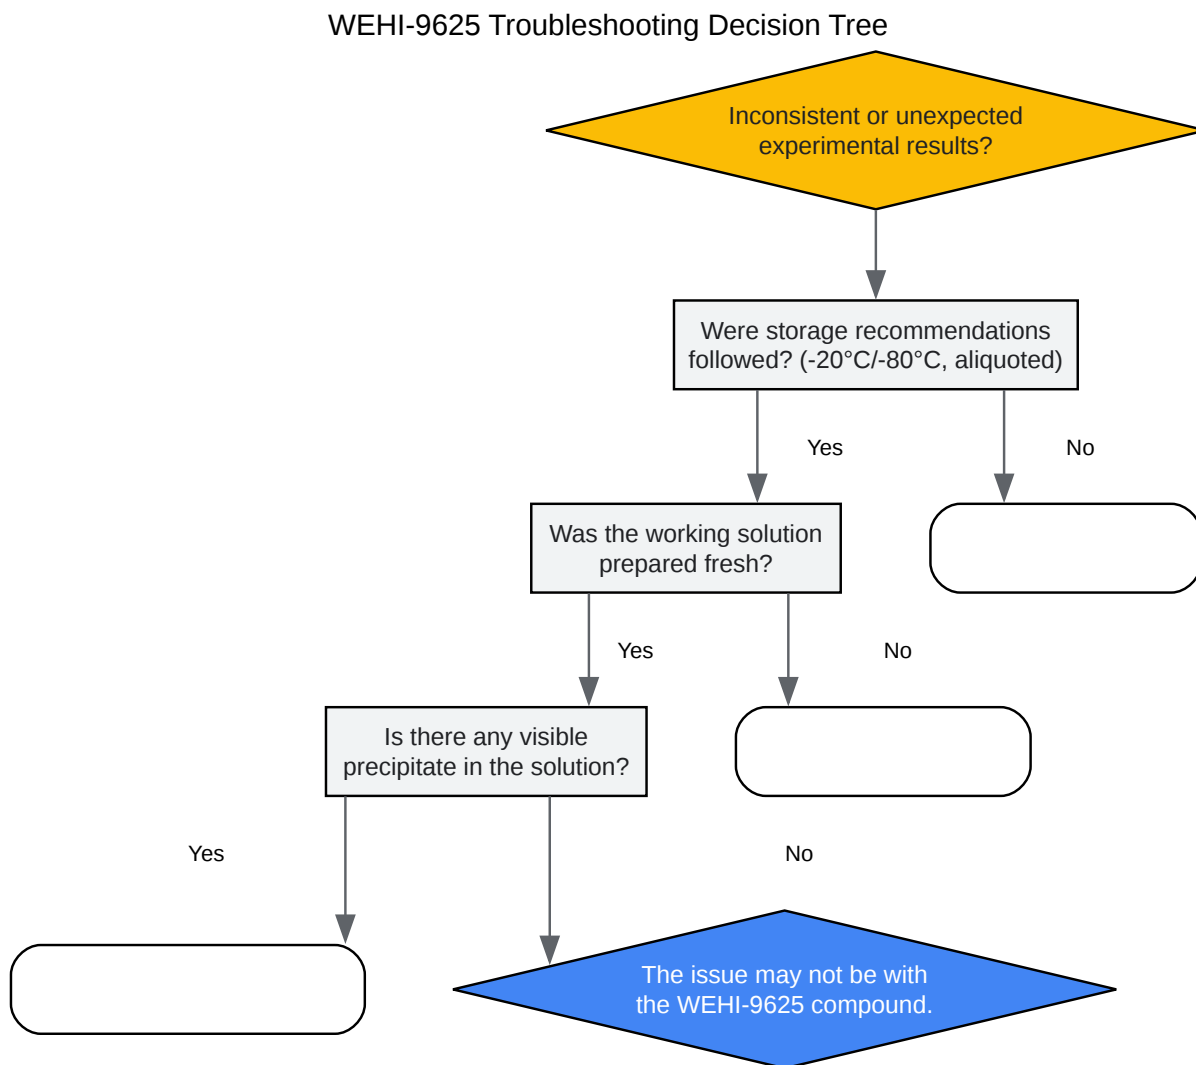 WEHI-9625 Troubleshooting Decision Tree
Inconsistent or unexpected
experimental results?
Were storage recommendations
followed? (-20°C/-80°C, aliquoted)
Yes
No
Was the working solution
prepared fresh?
Yes
No
Is there any visible
precipitate in the solution?
Yes
No
The issue may not be with
the WEHI-9625 compound.